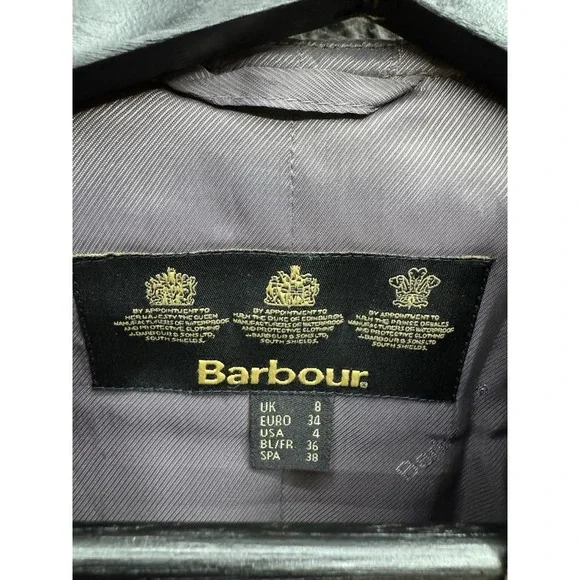 BY APPOINTMENT TO
HER MAJESTY THE QUEEN
MANUFACTURERS OF WATERPROOF
AND PROTECTIVE CLOTHING
J.BARBOUR & SONS LTD
SOUTH SHIELDS.
BY APPOINTMENT TO
H.R.H THE DUKE OF EDINBURGH
MANUFACTURERS OF WATERPROOF
AND PROTECTIVE CLOTHING
J.BARBOUR & SONS LTD
SOUTH SHIELDS.
BY APPOINTMENT TO
H.R.H THE PRINCE OF WALES
MANUFACTURERS OF WATERPROOF
AND PROTECTIVE CLOTHING
J.BARBOUR & SONS LTD.
SOUTH SHIELDS.
Barbour®
UK 8
EURO 34
USA 4
BL/FR 36
SPA 38